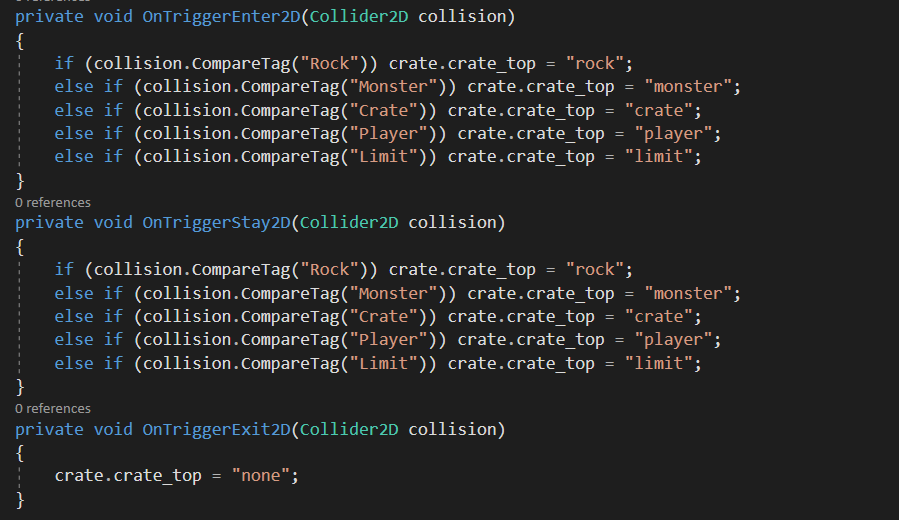 private void OnTriggerEnter2D(Collider2D collision)
{
if (collision.CompareTag("Rock")) crate.crate_top = "rock";
else if (collision.CompareTag("Monster")) crate.crate_top = "monster";
else if (collision.CompareTag("Crate")) crate.crate_top = "crate";
else if (collision.CompareTag("Player")) crate.crate_top = "player";
else if (collision.CompareTag("Limit")) crate.crate_top = "limit";
}
0 references
private void OnTriggerStay2D(Collider2D collision)
{
if (collision.CompareTag("Rock")) crate.crate_top = "rock";
else if (collision.CompareTag("Monster")) crate.crate_top = "monster";
else if (collision.CompareTag("Crate")) crate.crate_top = "crate";
else if (collision.CompareTag("Player")) crate.crate_top = "player";
else if (collision.CompareTag("Limit")) crate.crate_top = "limit";
}
0 references
private void OnTriggerExit2D(Collider2D collision)
{
crate.crate_top = "none";
}